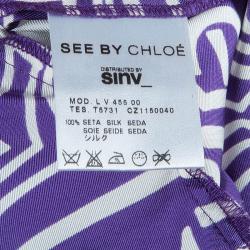 SEE BY CHLOÉ
DISTRIBUTED BY
sinv_
MOD. L V 455 00
TES. T5731 CZ1150040
100% SETA SILK SEDA
SOIE SEIDE SEDA
シルク